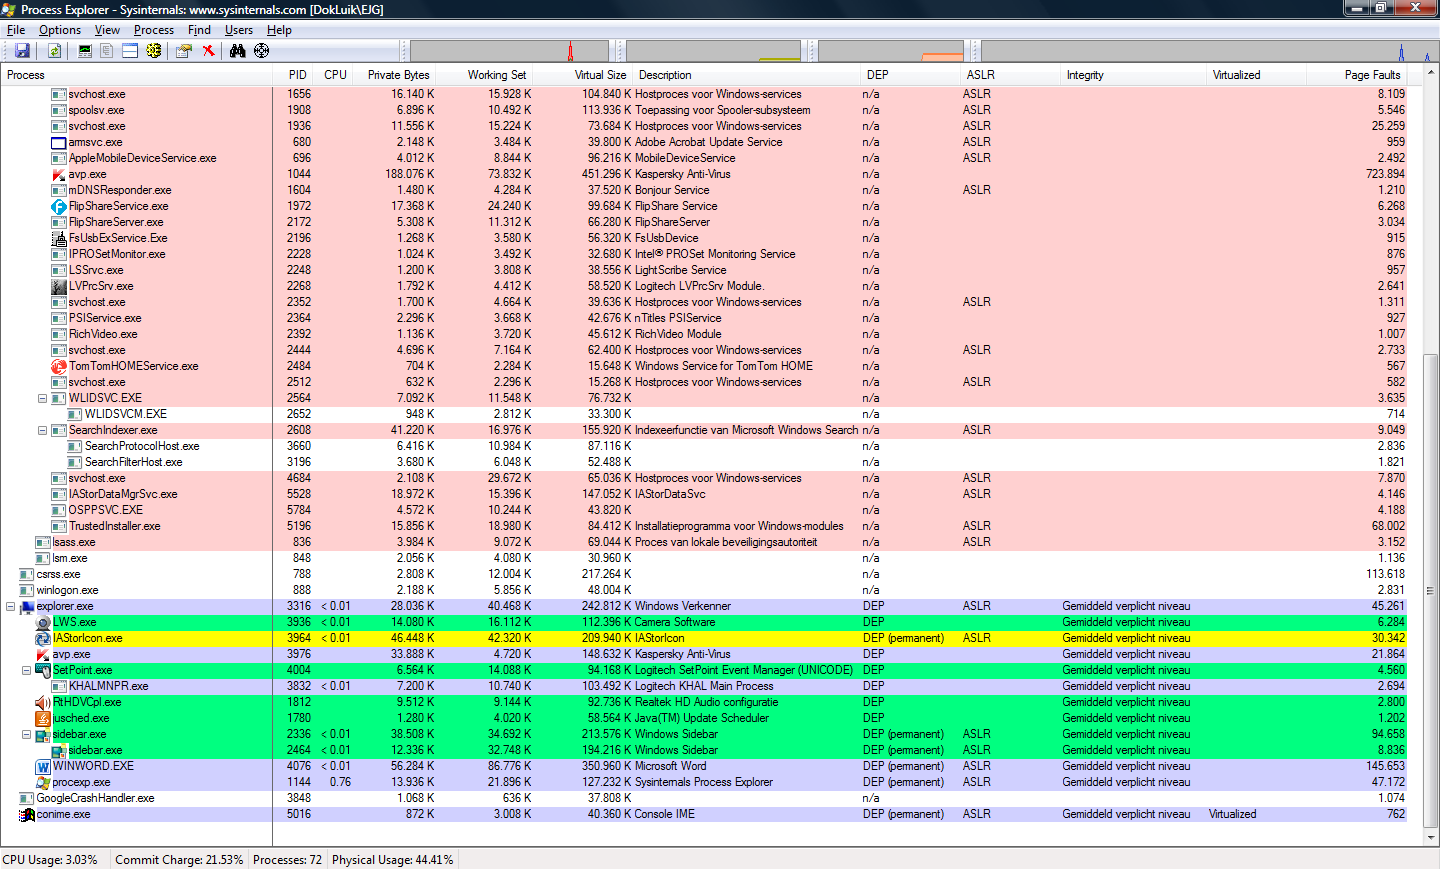 Process Explorer - Sysinternals: www.sysinternals.com [DokLuik\EJG]
File Options View Process Find Users Help
Process PID CPU Private Bytes Working Set Virtual Size Description DEP ASLR Integrity Virtualized Page Faults
svchost.exe 1656 16.140 K 15.928 K 104.840 K Hostproces voor Windows-services n/a ASLR 8.109
spoolsv.exe 1908 6.896 K 10.492 K 113.936 K Toepassing voor Spooler-subsysteem n/a ASLR 5.546
svchost.exe 1936 11.556 K 15.224 K 73.684 K Hostproces voor Windows-services n/a ASLR 25.259
armsvc.exe 680 2.148 K 3.484 K 39.800 K Adobe Acrobat Update Service n/a ASLR 959
AppleMobileDeviceService.exe 696 4.012 K 8.844 K 96.216 K MobileDeviceService n/a ASLR 2.492
avp.exe 1044 188.076 K 73.832 K 451.296 K Kaspersky Anti-Virus n/a 723.894
mDNSResponder.exe 1604 1.480 K 4.284 K 37.520 K Bonjour Service n/a ASLR 1.210
FlipShareService.exe 1972 17.368 K 24.240 K 99.684 K FlipShare Service n/a 6.268
FlipShareServer.exe 2172 5.308 K 11.312 K 66.280 K FlipShareServer n/a 3.034
FsUsbExService.Exe 2196 1.268 K 3.580 K 56.320 K FsUsbDevice n/a 915
IPROSetMonitor.exe 2228 1.024 K 3.492 K 32.680 K Intel® PROSet Monitoring Service n/a 876
LSSrvc.exe 2248 1.200 K 3.808 K 38.556 K LightScribe Service n/a 957
LVPrcSrv.exe 2268 1.792 K 4.412 K 58.520 K Logitech LVPrcSrv Module. n/a 2.641
svchost.exe 2352 1.700 K 4.664 K 39.636 K Hostproces voor Windows-services n/a ASLR 1.311
PSIService.exe 2364 2.296 K 3.668 K 42.676 K nTitles PSIService n/a 927
RichVideo.exe 2392 1.136 K 3.720 K 45.612 K RichVideo Module n/a 1.007
svchost.exe 2444 4.696 K 7.164 K 62.400 K Hostproces voor Windows-services n/a ASLR 2.733
TomTomHOMEService.exe 2484 704 K 2.284 K 15.648 K Windows Service for TomTom HOME n/a 567
svchost.exe 2512 632 K 2.296 K 15.268 K Hostproces voor Windows-services n/a ASLR 582
WLIDSVC.EXE 2564 7.092 K 11.548 K 76.732 K n/a 3.635
WLIDSVCM.EXE 2652 948 K 2.812 K 33.300 K n/a 714
SearchIndexer.exe 2608 41.220 K 16.976 K 155.920 K Indexeerfunctie van Microsoft Windows Search n/a ASLR 9.049
SearchProtocolHost.exe 3660 6.416 K 10.984 K 87.116 K n/a 2.836
SearchFilterHost.exe 3196 3.680 K 6.048 K 52.488 K n/a 1.821
svchost.exe 4684 2.108 K 29.672 K 65.036 K Hostproces voor Windows-services n/a ASLR 7.870
IAStorDataMgrSvc.exe 5528 18.972 K 15.396 K 147.052 K IAStorDataSvc n/a ASLR 4.146
OSPPSVC.EXE 5784 4.572 K 10.244 K 43.820 K n/a 4.188
TrustedInstaller.exe 5196 15.856 K 18.980 K 84.412 K Installatieprogramma voor Windows-modules n/a ASLR 68.002
lsass.exe 836 3.984 K 9.072 K 69.044 K Proces van lokale beveiligingsautoriteit n/a ASLR 3.152
lsm.exe 848 2.056 K 4.080 K 30.960 K n/a 1.136
csrss.exe 788 2.808 K 12.004 K 217.264 K n/a 113.618
winlogon.exe 888 2.188 K 5.856 K 48.004 K n/a 2.831
explorer.exe 3316 < 0.01 28.036 K 40.468 K 242.812 K Windows Verkenner DEP ASLR Gemiddeld verplicht niveau 45.261
LWS.exe 3936 < 0.01 14.080 K 16.112 K 112.396 K Camera Software DEP Gemiddeld verplicht niveau 6.284
IAStorIcon.exe 3964 < 0.01 46.448 K 42.320 K 209.940 K IAStorIcon DEP (permanent) ASLR Gemiddeld verplicht niveau 30.342
avp.exe 3976 33.888 K 4.720 K 148.632 K Kaspersky Anti-Virus DEP Gemiddeld verplicht niveau 21.864
SetPoint.exe 4004 6.564 K 14.088 K 94.168 K Logitech SetPoint Event Manager (UNICODE) DEP Gemiddeld verplicht niveau 4.560
KHALMNPR.exe 3832 < 0.01 7.200 K 10.740 K 103.492 K Logitech KHAL Main Process DEP Gemiddeld verplicht niveau 2.694
RtHDVCpl.exe 1812 9.512 K 9.144 K 92.736 K Realtek HD Audio configuratie DEP Gemiddeld verplicht niveau 2.800
jusched.exe 1780 1.280 K 4.020 K 58.564 K Java(TM) Update Scheduler DEP Gemiddeld verplicht niveau 1.202
sidebar.exe 2336 < 0.01 38.508 K 34.692 K 213.576 K Windows Sidebar DEP (permanent) ASLR Gemiddeld verplicht niveau 94.658
sidebar.exe 2464 < 0.01 12.336 K 32.748 K 194.216 K Windows Sidebar DEP (permanent) ASLR Gemiddeld verplicht niveau 8.836
WINWORD.EXE 4076 < 0.01 56.284 K 86.776 K 350.960 K Microsoft Word DEP (permanent) ASLR Gemiddeld verplicht niveau 145.653
procexp.exe 1144 0.76 13.936 K 21.896 K 127.232 K Sysinternals Process Explorer DEP (permanent) ASLR Gemiddeld verplicht niveau 47.172
GoogleCrashHandler.exe 3848 1.068 K 636 K 37.808 K n/a 1.074
conime.exe 5016 872 K 3.008 K 40.360 K Console IME DEP (permanent) ASLR Gemiddeld verplicht niveau Virtualized 762
CPU Usage: 3.03% Commit Charge: 21.53% Processes: 72 Physical Usage: 44.41%